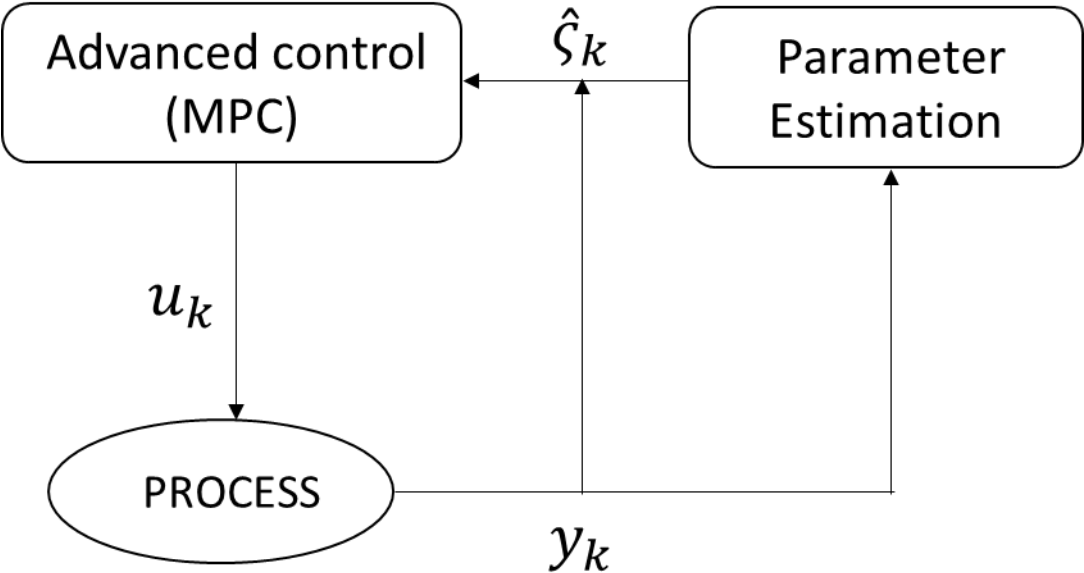 Advanced control
(MPC)
ς̂ₖ
Parameter
Estimation
uₖ
PROCESS
yₖ